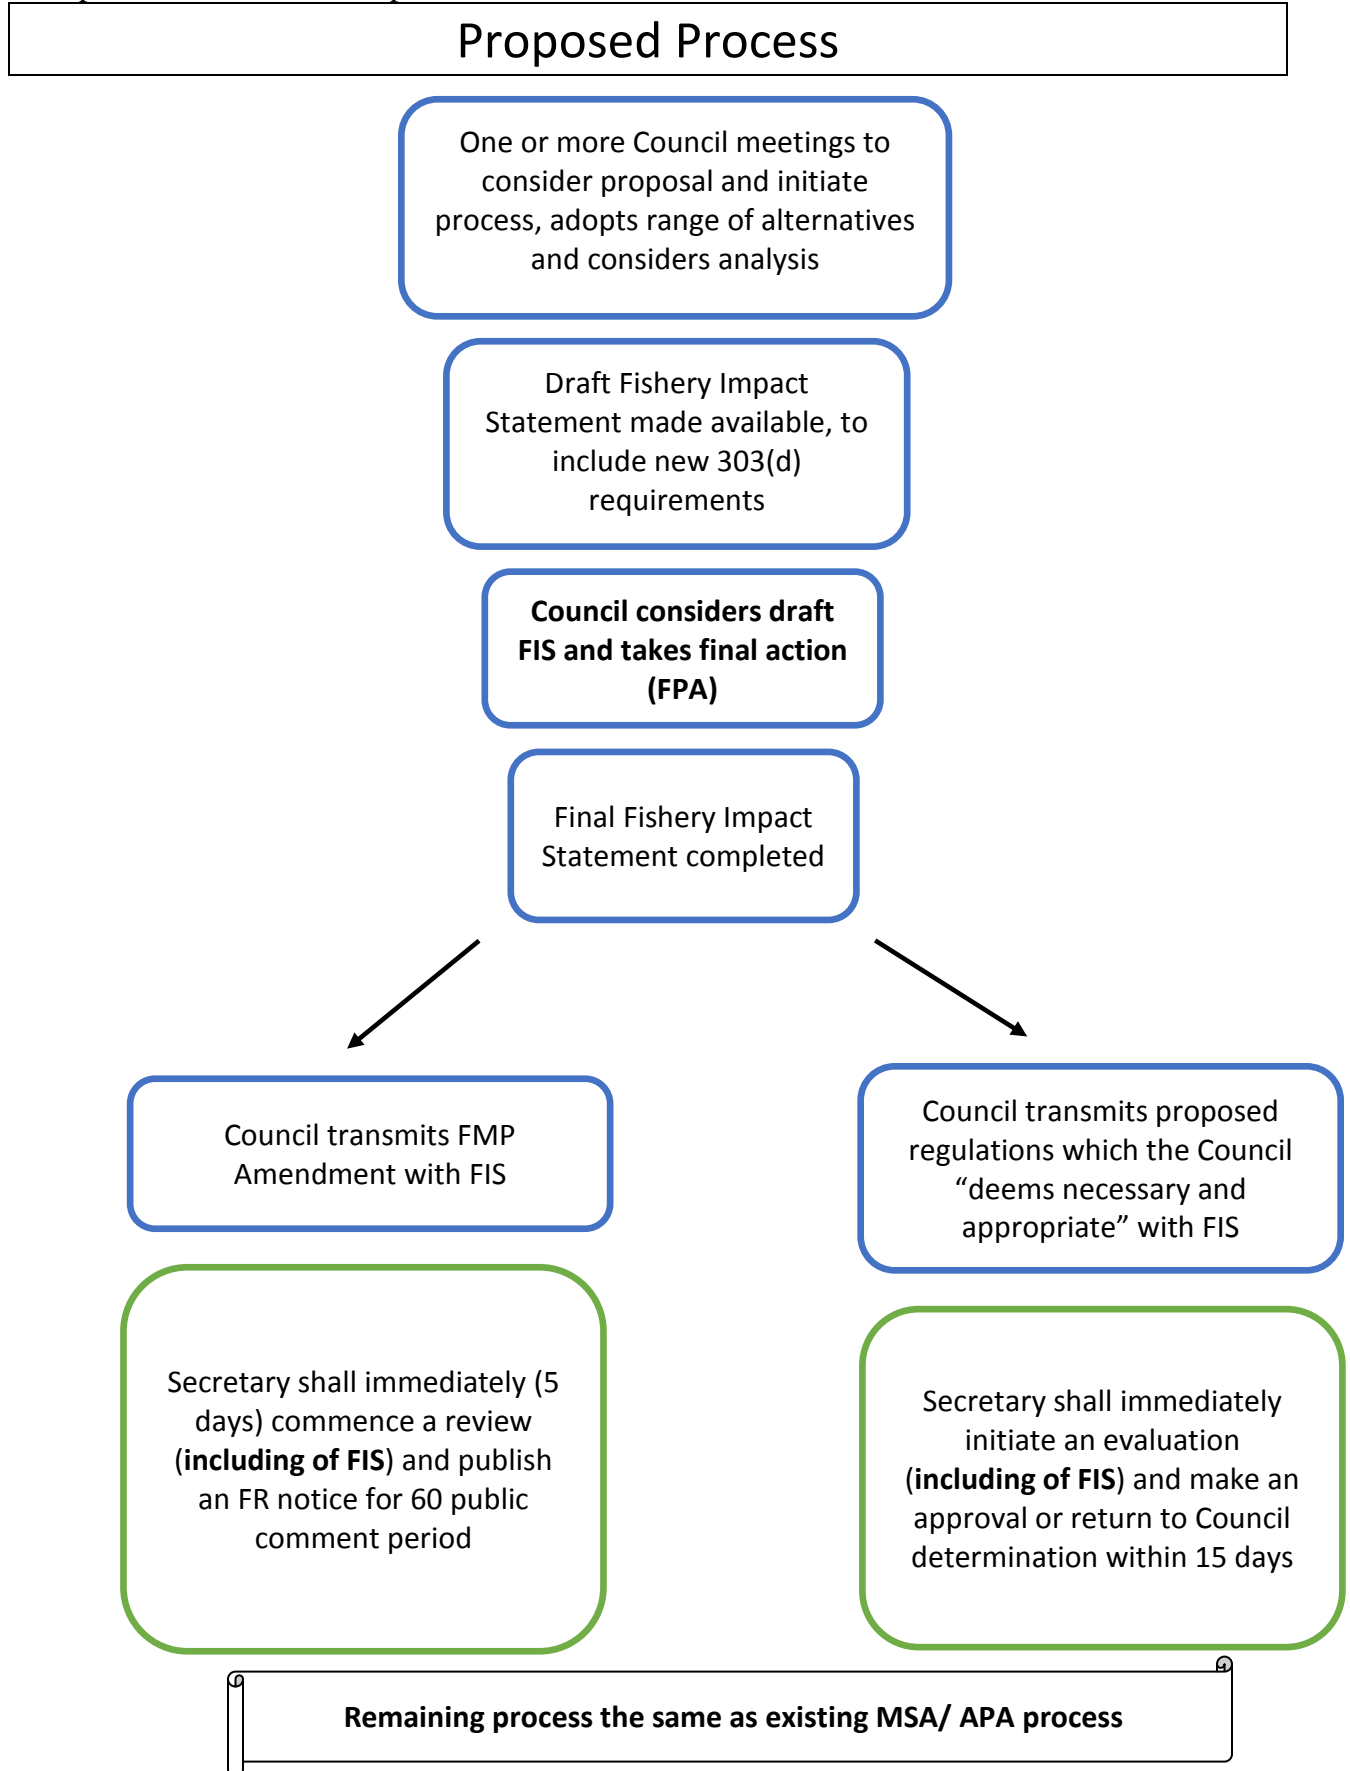 Proposed Process
One or more Council meetings to
consider proposal and initiate
process, adopts range of alternatives
and considers analysis
Draft Fishery Impact
Statement made available, to
include new 303(d)
requirements
Council considers draft
FIS and takes final action
(FPA)
Final Fishery Impact
Statement completed
Council transmits FMP
Amendment with FIS
Council transmits proposed
regulations which the Council
“deems necessary and
appropriate” with FIS
Secretary shall immediately (5
days) commence a review
(including of FIS) and publish
an FR notice for 60 public
comment period
Secretary shall immediately
initiate an evaluation
(including of FIS) and make an
approval or return to Council
determination within 15 days
Remaining process the same as existing MSA/ APA process